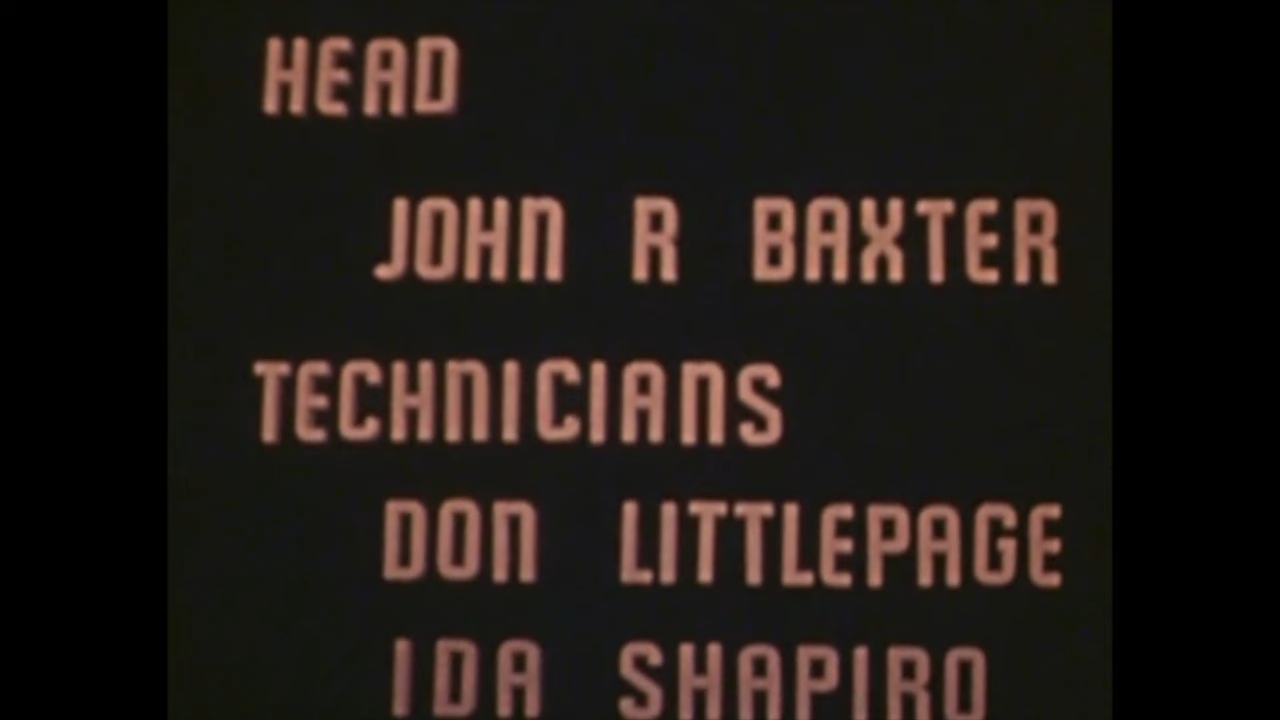 HEAD
JOHN R BAXTER
TECHNICIANS
DON LITTLEPAGE
IDA SHAPIRO